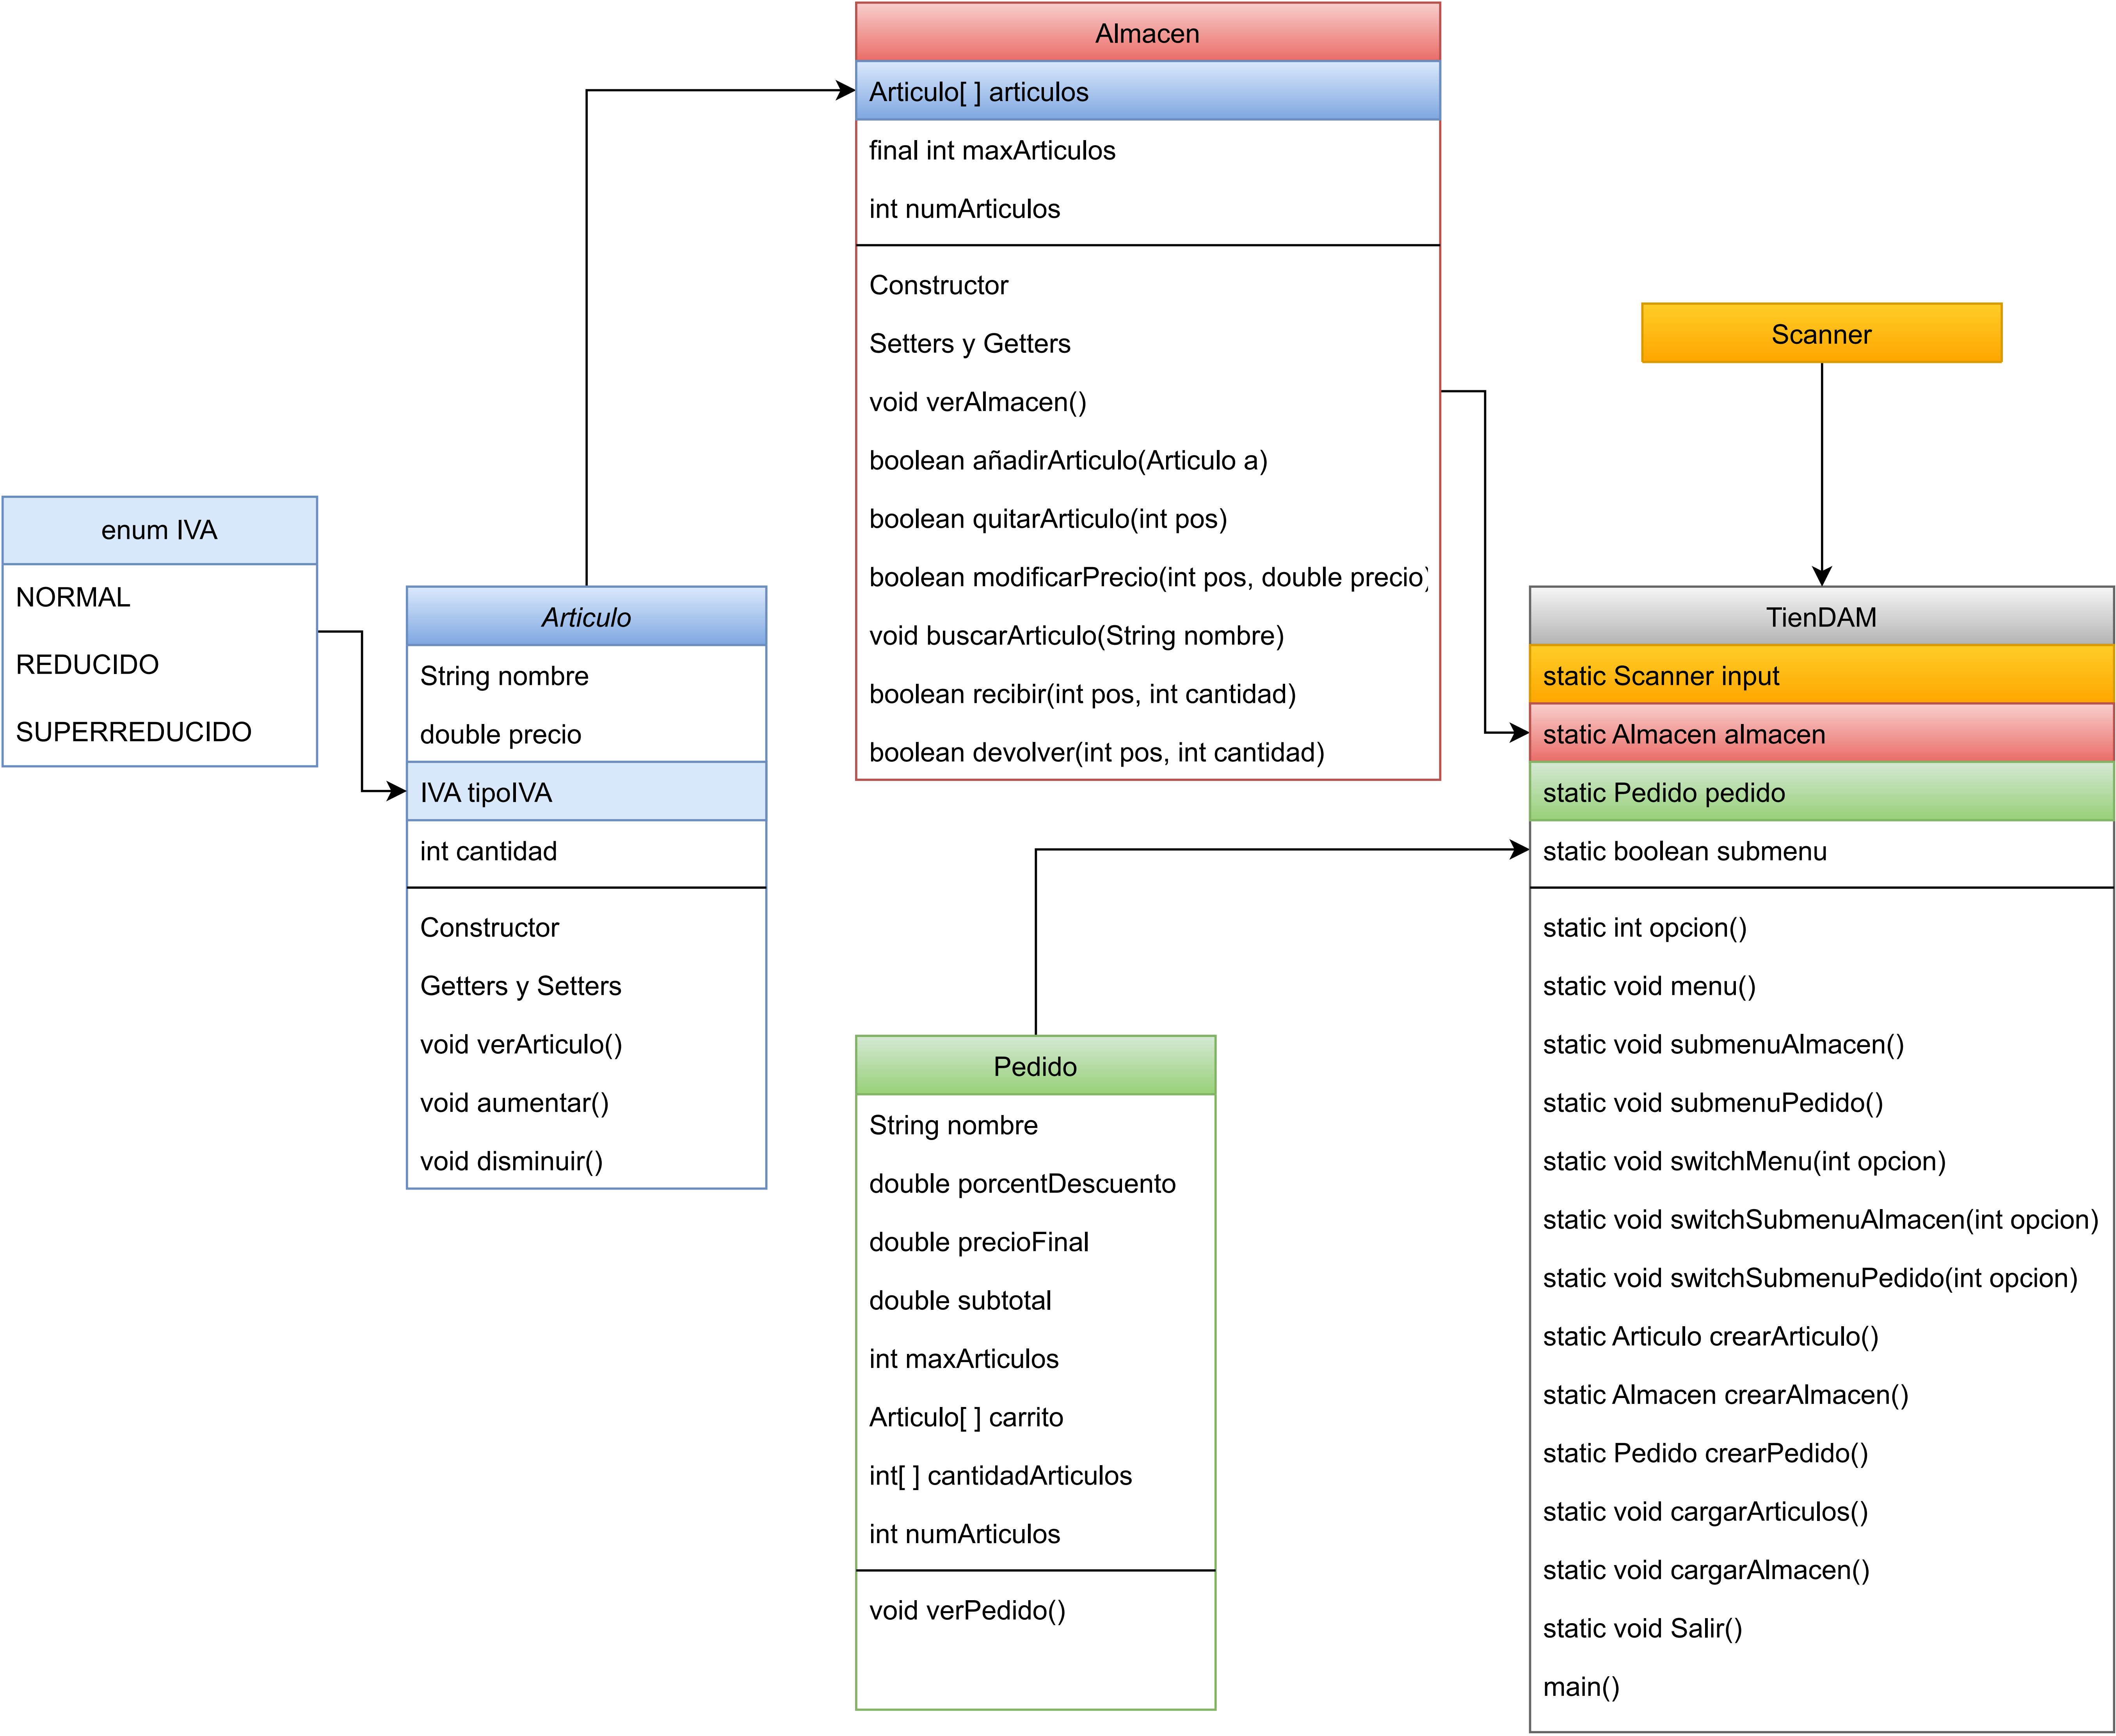 Almacen
Articulo[ ] articulos
final int maxArticulos
int numArticulos
Constructor
Setters y Getters
void verAlmacen()
boolean añadirArticulo(Articulo a)
boolean quitarArticulo(int pos)
boolean modificarPrecio(int pos, double precio)
void buscarArticulo(String nombre)
boolean recibir(int pos, int cantidad)
boolean devolver(int pos, int cantidad)
Scanner
enum IVA
NORMAL
REDUCIDO
SUPERREDUCIDO
Articulo
String nombre
double precio
IVA tipoIVA
int cantidad
Constructor
Getters y Setters
void verArticulo()
void aumentar()
void disminuir()
TienDAM
static Scanner input
static Almacen almacen
static Pedido pedido
static boolean submenu
static int opcion()
static void menu()
static void submenuAlmacen()
static void submenuPedido()
static void switchMenu(int opcion)
static void switchSubmenuAlmacen(int opcion)
static void switchSubmenuPedido(int opcion)
static Articulo crearArticulo()
static Almacen crearAlmacen()
static Pedido crearPedido()
static void cargarArticulos()
static void cargarAlmacen()
static void Salir()
main()
Pedido
String nombre
double porcentDescuento
double precioFinal
double subtotal
int maxArticulos
Articulo[ ] carrito
int[ ] cantidadArticulos
int numArticulos
void verPedido()